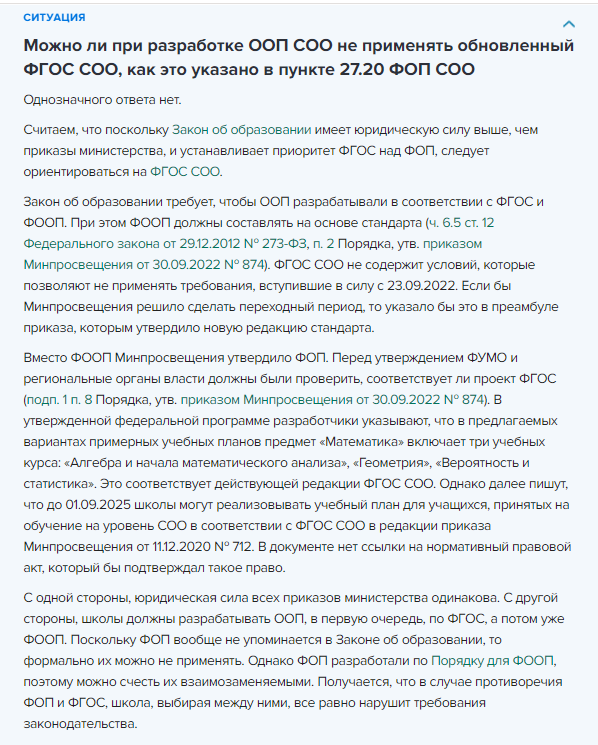 СИТУАЦИЯ
Можно ли при разработке ООП СОО не применять обновленный
ФГОС СОО, как это указано в пункте 27.20 ФОП СОО
Однозначного ответа нет.
Считаем, что поскольку Закон об образовании имеет юридическую силу выше, чем
приказы министерства, и устанавливает приоритет ФГОС над ФОП, следует
ориентироваться на ФГОС СОО.
Закон об образовании требует, чтобы ООП разрабатывали в соответствии с ФГОС и
ФООП. При этом ФООП должны составлять на основе стандарта (ч. 6.5 ст. 12
Федерального закона от 29.12.2012 № 273-ФЗ, п. 2 Порядка, утв. приказом
Минпросвещения от 30.09.2022 № 874). ФГОС СОО не содержит условий, которые
позволяют не применять требования, вступившие в силу с 23.09.2022. Если бы
Минпросвещения решило сделать переходный период, то указало бы это в преамбуле
приказа, которым утвердило новую редакцию стандарта.
Вместо ФООП Минпросвещения утвердило ФОП. Перед утверждением ФУМО и
региональные органы власти должны были проверить, соответствует ли проект ФГОС
(подп. 1 п. 8 Порядка, утв. приказом Минпросвещения от 30.09.2022 № 874). В
утвержденной федеральной программе разработчики указывают, что в предлагаемых
вариантах примерных учебных планов предмет «Математика» включает три учебных
курса: «Алгебра и начала математического анализа», «Геометрия», «Вероятность и
статистика». Это соответствует действующей редакции ФГОС СОО. Однако далее пишут,
что до 01.09.2025 школы могут реализовывать учебный план для учащихся, принятых на
обучение на уровень СОО в соответствии с ФГОС СОО в редакции приказа
Минпросвещения от 11.12.2020 № 712. В документе нет ссылки на нормативный правовой
акт, который бы подтверждал такое право.
С одной стороны, юридическая сила всех приказов министерства одинакова. С другой
стороны, школы должны разрабатывать ООП, в первую очередь, по ФГОС, а потом уже
ФООП. Поскольку ФОП вообще не упоминается в Законе об образовании, то
формально их можно не применять. Однако ФОП разработали по Порядку для ФООП,
поэтому можно счесть их взаимозаменяемыми. Получается, что в случае противоречия
ФОП и ФГОС, школа, выбирая между ними, все равно нарушит требования
законодательства.